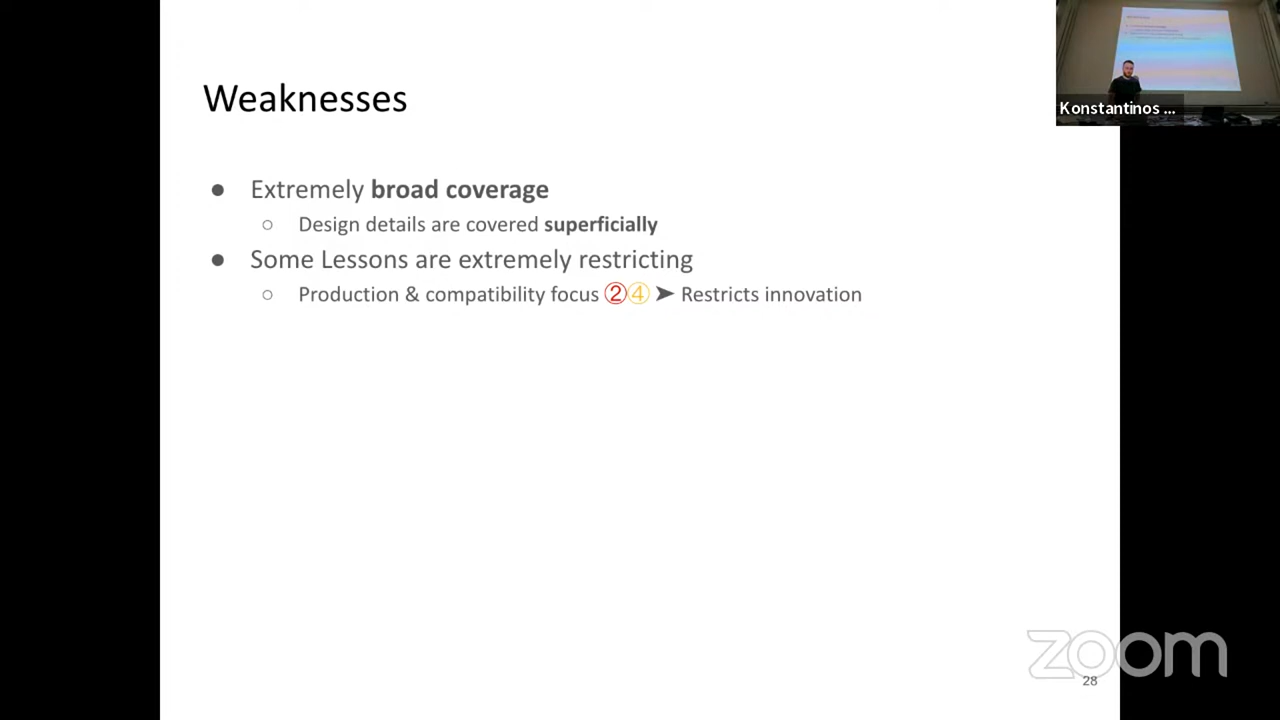 Weaknesses
● Extremely broad coverage
○ Design details are covered superficially
● Some Lessons are extremely restricting
○ Production & compatibility focus ②④ ➤ Restricts innovation
Konstantinos ...
zoom
28